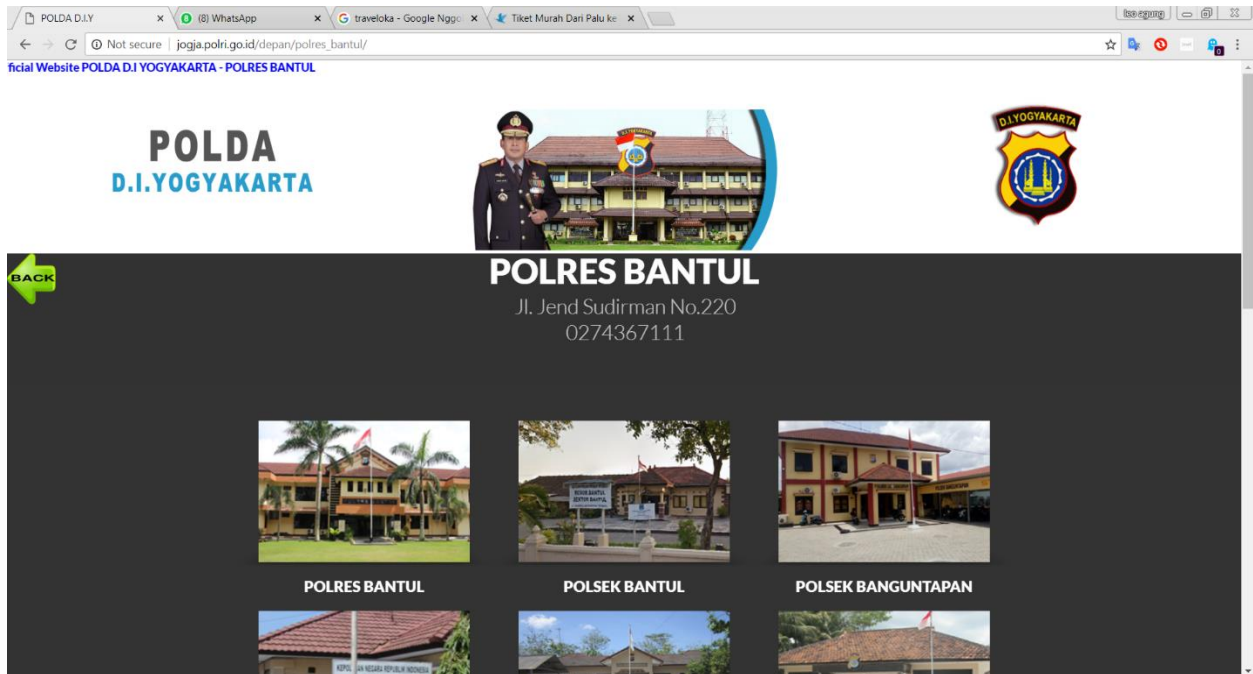 POLDA D.I.Y
(8) WhatsApp
traveloka - Google Nggo
Tiket Murah Dari Palu ke
iso agung
Not secure
jogja.polri.go.id/depan/polres_bantul/
ficial Website POLDA D.I YOGYAKARTA - POLRES BANTUL
POLDA
D.I.YOGYAKARTA
D.I.YOGYAKARTA
BACK
POLRES BANTUL
Jl. Jend Sudirman No.220
0274367111
POLRES BANTUL
POLSEK BANTUL
POLSEK BANGUNTAPAN